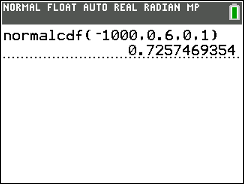 NORMAL FLOAT AUTO REAL RADIAN MP
normalcdf(⁻1000,0.6,0,1)
0.7257469354